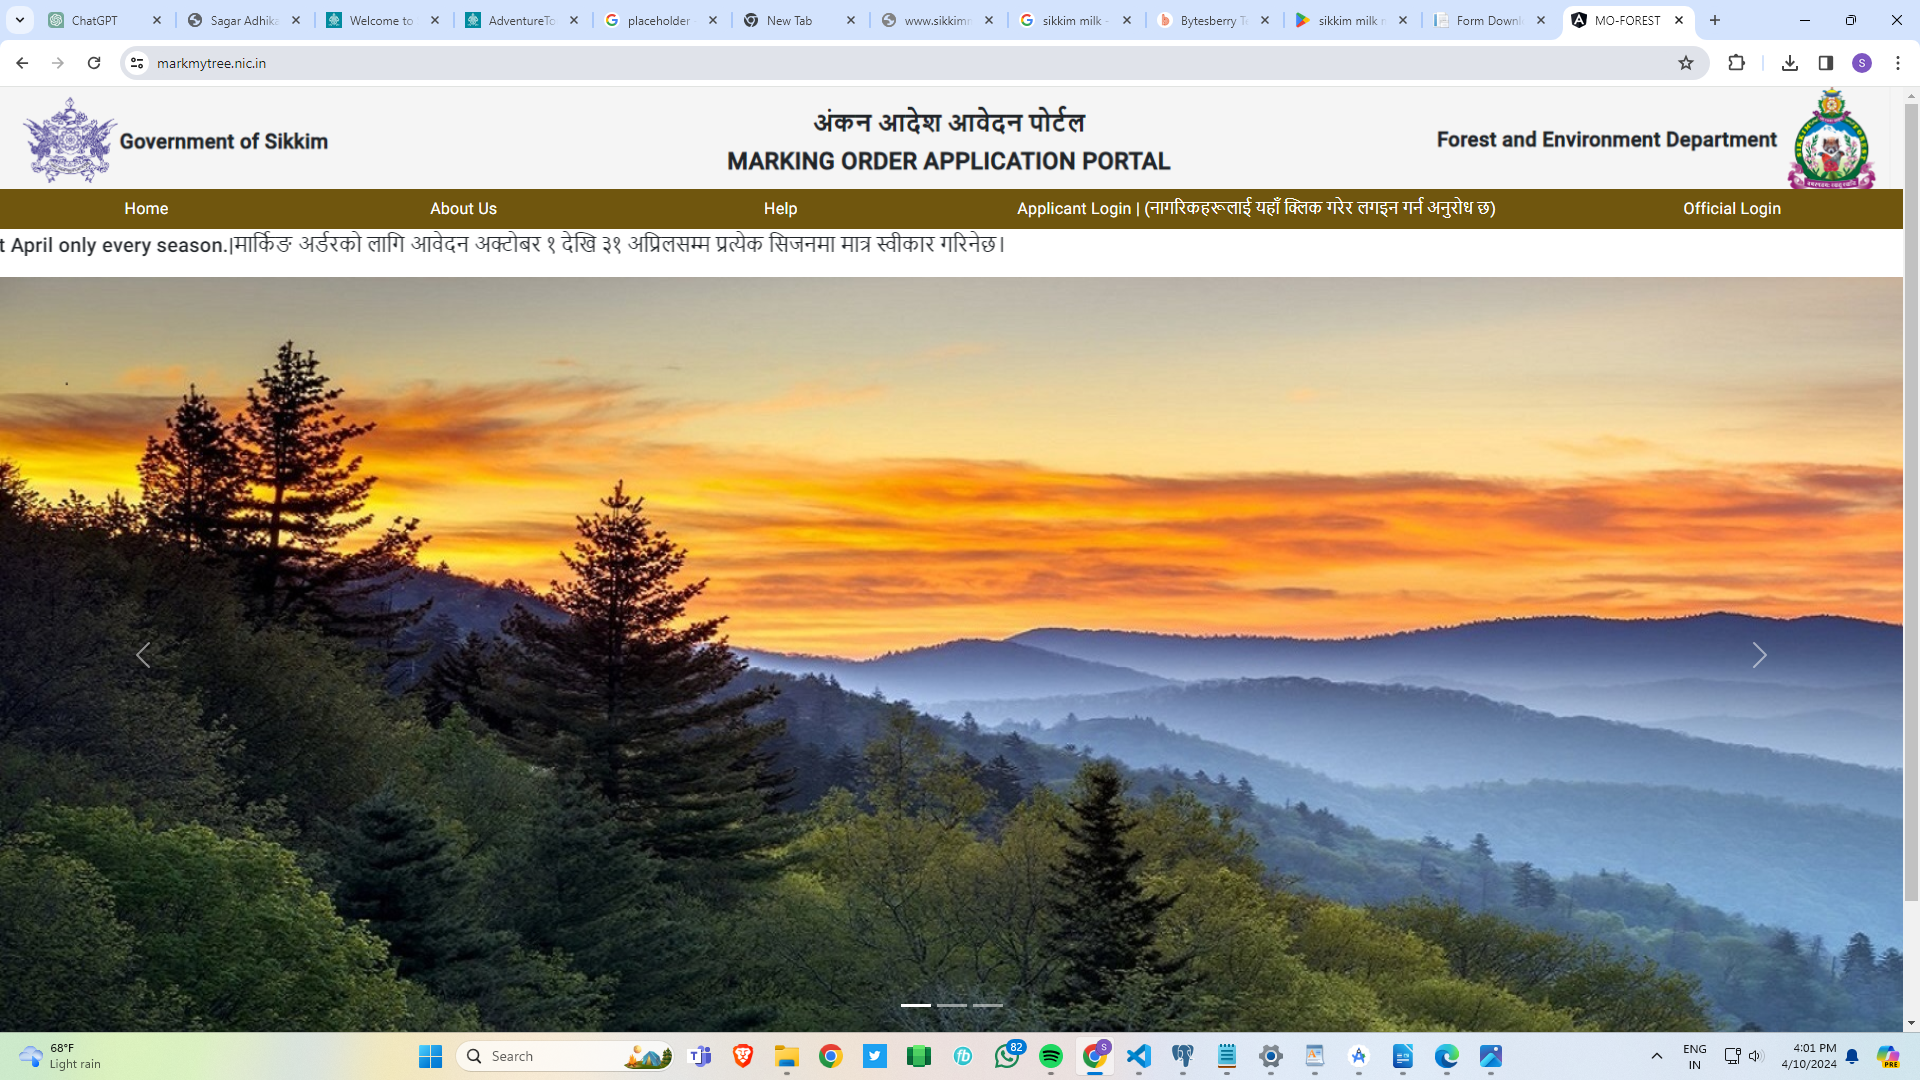 ChatGPT
Sagar Adhika
Welcome to
AdventureTo
placeholder
New Tab
www.sikkim
sikkim milk -
Bytesberry Te
sikkim milk
Form Downl
MO-FOREST
markmytree.nic.in
S
Government of Sikkim
अंकन आदेश आवेदन पोर्टल
MARKING ORDER APPLICATION PORTAL
Forest and Environment Department
Home
About Us
Help
Applicant Login | (नागरिकहरूलाई यहाँ क्लिक गरेर लगइन गर्न अनुरोध छ)
Official Login
t April only every season.|मार्किङ अर्डरको लागि आवेदन अक्टोबर १ देखि ३१ अप्रिलसम्म प्रत्येक सिजनमा मात्र स्वीकार गरिनेछ।
68°F
Light rain
Search
82
ENG
IN
4:01 PM
4/10/2024
PRE